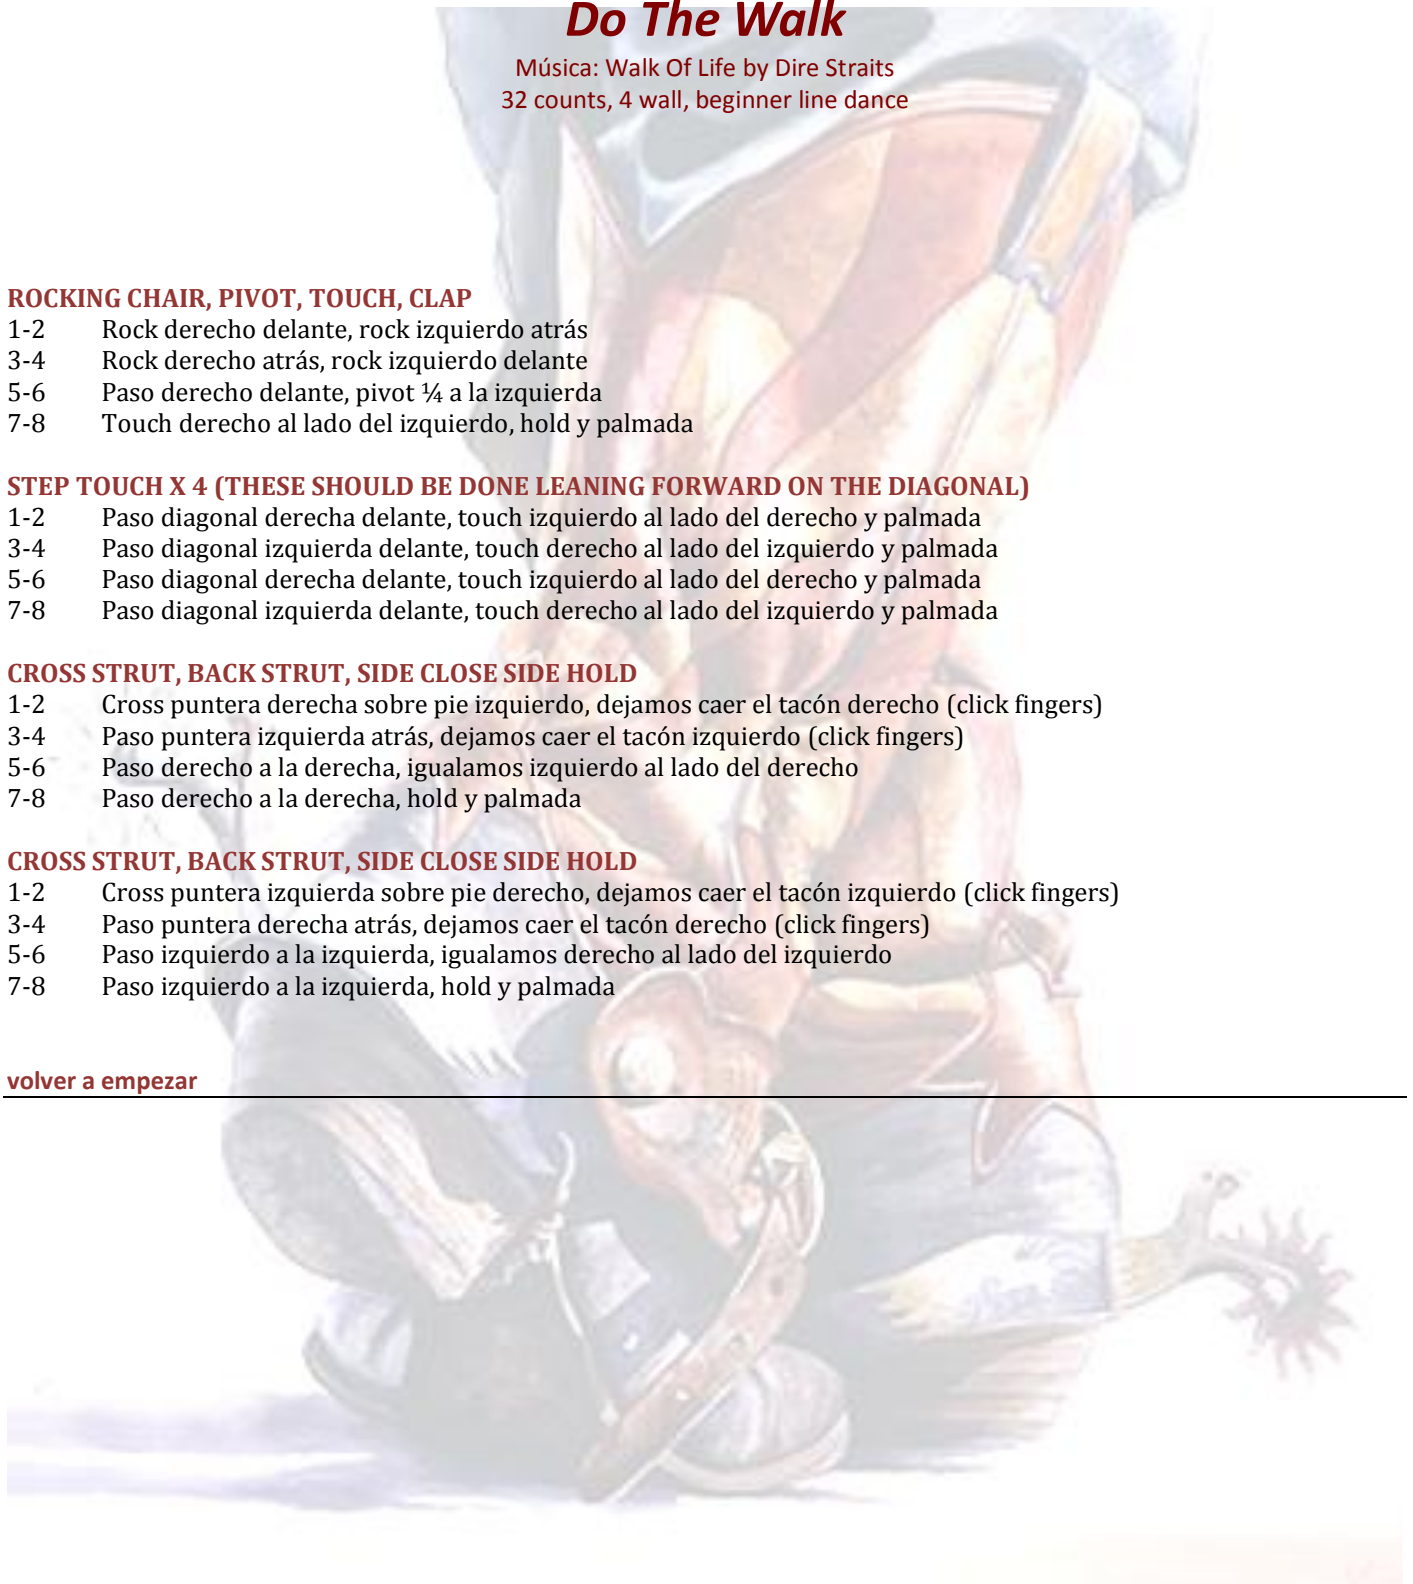 Do The Walk
Música: Walk Of Life by Dire Straits
32 counts, 4 wall, beginner line dance
ROCKING CHAIR, PIVOT, TOUCH, CLAP
1-2 Rock derecho delante, rock izquierdo atrás
3-4 Rock derecho atrás, rock izquierdo delante
5-6 Paso derecho delante, pivot ¼ a la izquierda
7-8 Touch derecho al lado del izquierdo, hold y palmada
STEP TOUCH X 4 (THESE SHOULD BE DONE LEANING FORWARD ON THE DIAGONAL)
1-2 Paso diagonal derecha delante, touch izquierdo al lado del derecho y palmada
3-4 Paso diagonal izquierda delante, touch derecho al lado del izquierdo y palmada
5-6 Paso diagonal derecha delante, touch izquierdo al lado del derecho y palmada
7-8 Paso diagonal izquierda delante, touch derecho al lado del izquierdo y palmada
CROSS STRUT, BACK STRUT, SIDE CLOSE SIDE HOLD
1-2 Cross puntera derecha sobre pie izquierdo, dejamos caer el tacón derecho (click fingers)
3-4 Paso puntera izquierda atrás, dejamos caer el tacón izquierdo (click fingers)
5-6 Paso derecho a la derecha, igualamos izquierdo al lado del derecho
7-8 Paso derecho a la derecha, hold y palmada
CROSS STRUT, BACK STRUT, SIDE CLOSE SIDE HOLD
1-2 Cross puntera izquierda sobre pie derecho, dejamos caer el tacón izquierdo (click fingers)
3-4 Paso puntera derecha atrás, dejamos caer el tacón derecho (click fingers)
5-6 Paso izquierdo a la izquierda, igualamos derecho al lado del izquierdo
7-8 Paso izquierdo a la izquierda, hold y palmada
volver a empezar